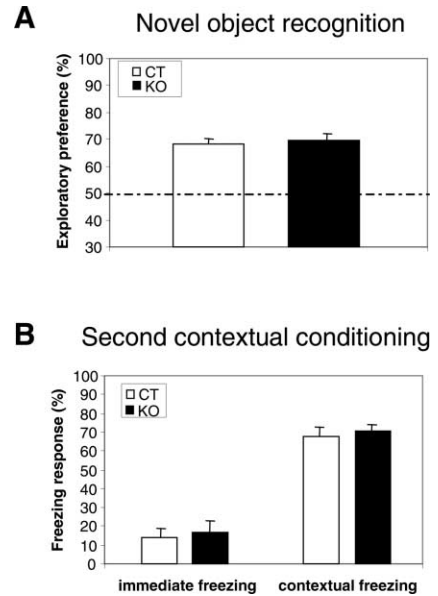 A Novel object recognition
Exploratory preference (%)
100
90
80
70
60
50
40
30
CT
KO
B Second contextual conditioning
Freezing response (%)
100
90
80
70
60
50
40
30
20
10
0
CT
KO
immediate freezing contextual freezing